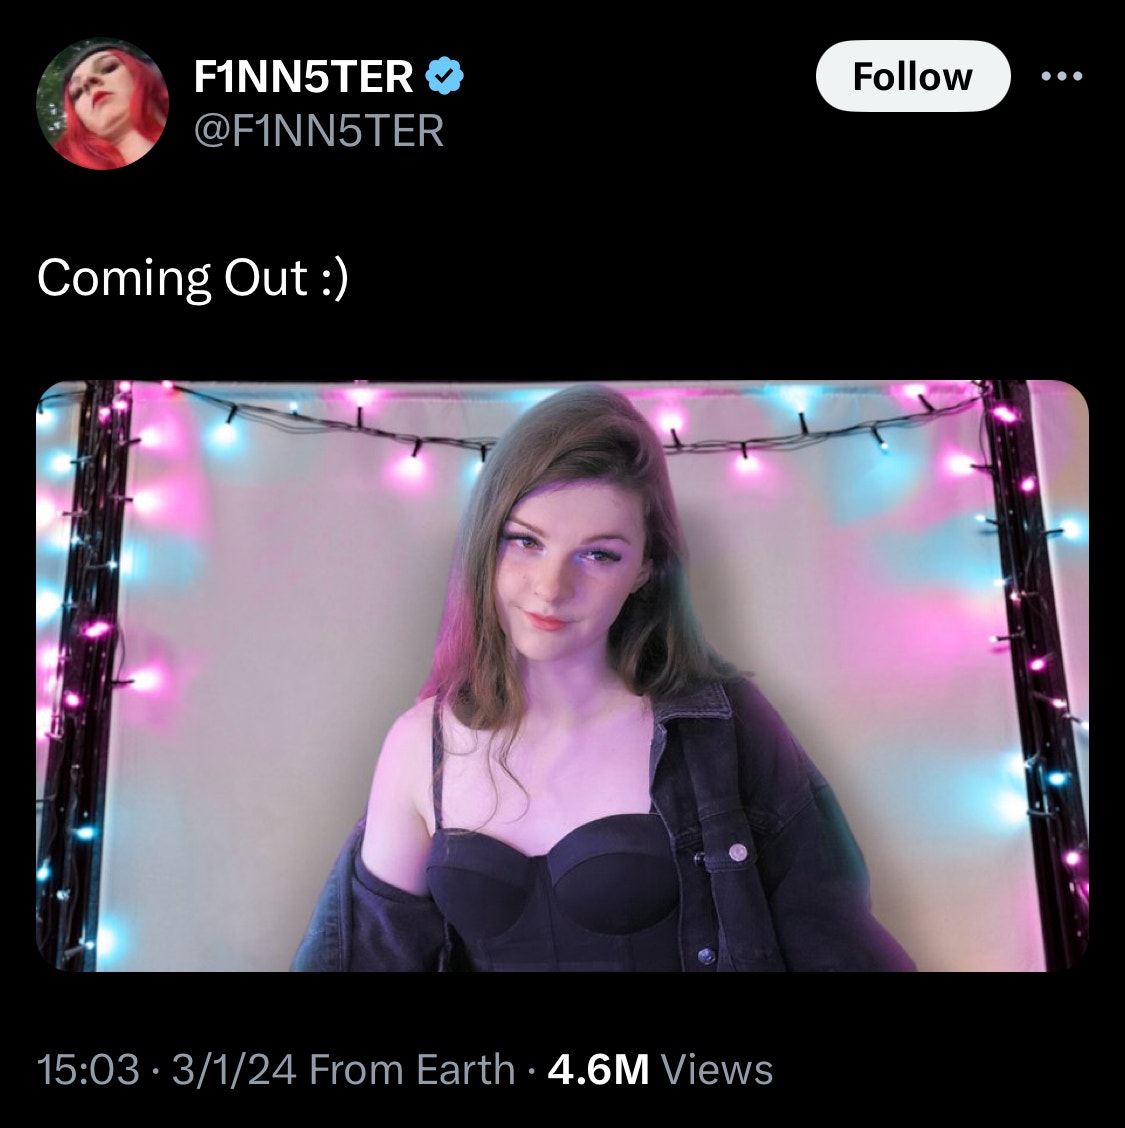 F1NN5TER
Follow
@F1NN5TER
Coming Out :)
15:03 · 3/1/24 From Earth · 4.6M Views